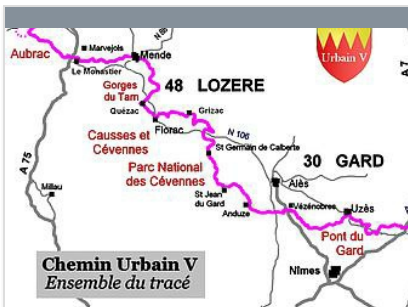 Marvejols
N 88
Aubrac
Mende
Urbain V
A 7
Le Monastier
Gorges
du Tarn
48 LOZERE
Quézac
Grizac
Florac
N 106
Causses et
Cévennes
St Germain de Calberte
30 GARD
Parc National
des Cévennes
A 75
Millau
Alès
St Jean
du Gard
Anduze
Vézénobres
Uzès
Pont du
Gard
Chemin Urbain V
Ensemble du tracé
Nîmes